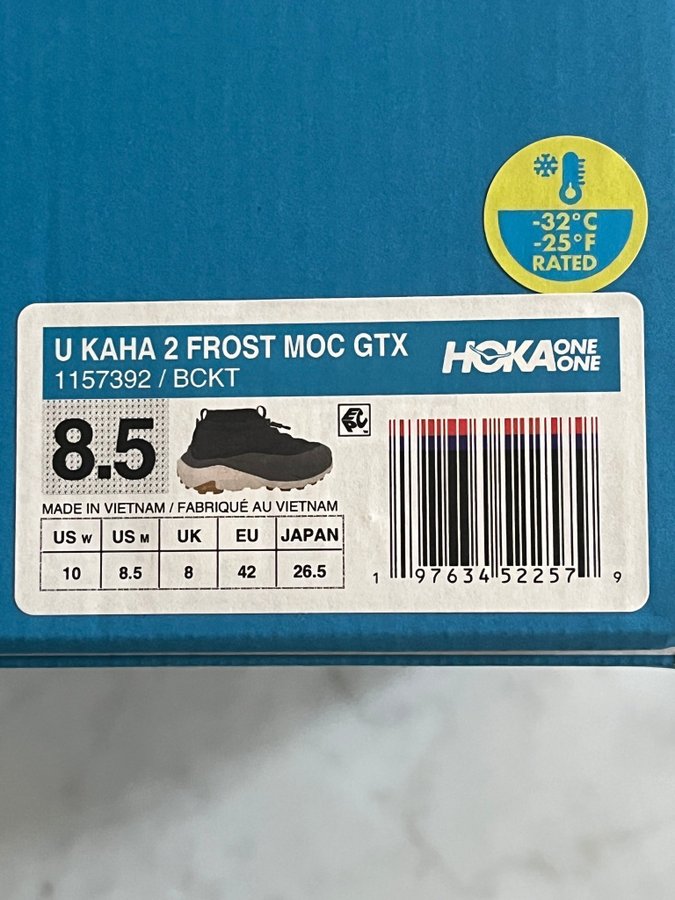 -32°C
-25°F
RATED
U KAHA 2 FROST MOC GTX
1157392 / BCKT
HOKA ONE ONE
8.5
MADE IN VIETNAM / FABRIQUÉ AU VIETNAM
US W US M UK EU JAPAN
10 8.5 8 42 26.5
1 97634 52257 9